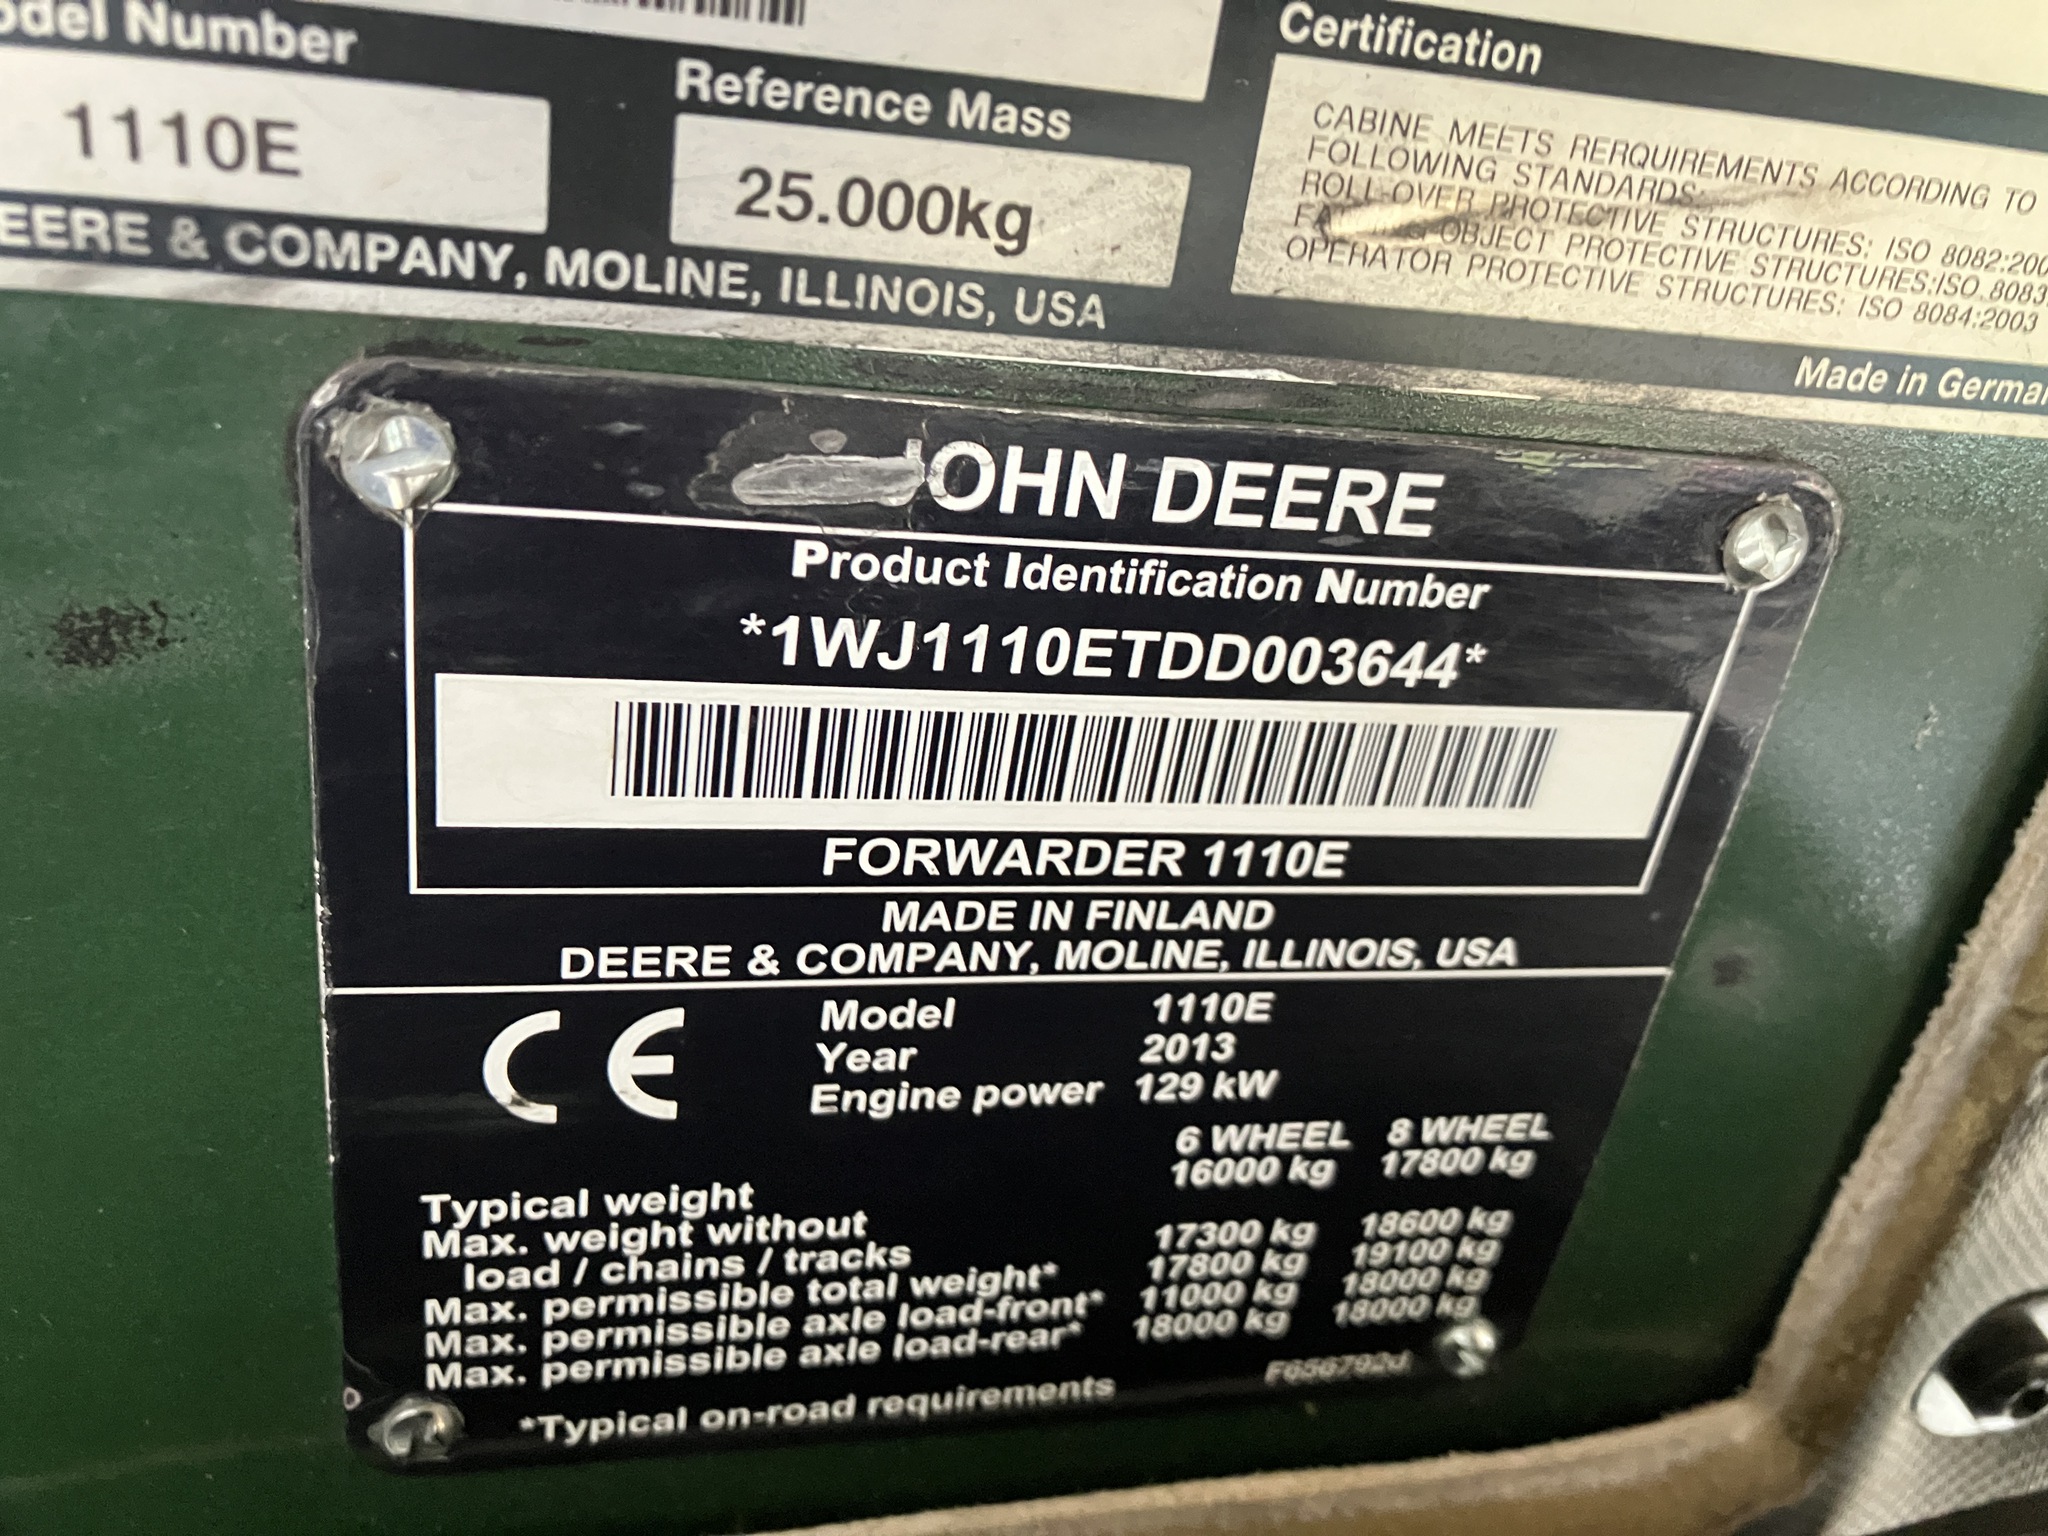 Number
1110E
Reference Mass
25.000kg
DEERE & COMPANY, MOLINE, ILLINOIS, USA
Certification
CABINE MEETS RERQUIREMENTS ACCORDING TO
FOLLOWING STANDARDS:
ROLL-OVER PROTECTIVE STRUCTURES: ISO 8082:200
OBJECT PROTECTIVE STRUCTURES:ISO 8083:
OPERATOR PROTECTIVE STRUCTURES: ISO 8084:2003
Made in German
JOHN DEERE
Product Identification Number
*1WJ1110ETDD003644*
FORWARDER 1110E
MADE IN FINLAND
DEERE & COMPANY, MOLINE, ILLINOIS, USA
CE
Model 1110E
Year 2013
Engine power 129 kW
6 WHEEL 8 WHEEL
Typical weight 16000 kg 17800 kg
Max. weight without
load / chains / tracks 17300 kg 18600 kg
Max. permissible total weight* 17800 kg 19100 kg
Max. permissible axle load-front* 11000 kg 18000 kg
Max. permissible axle load-rear* 18000 kg 18000 kg
*Typical on-road requirements
F656792d